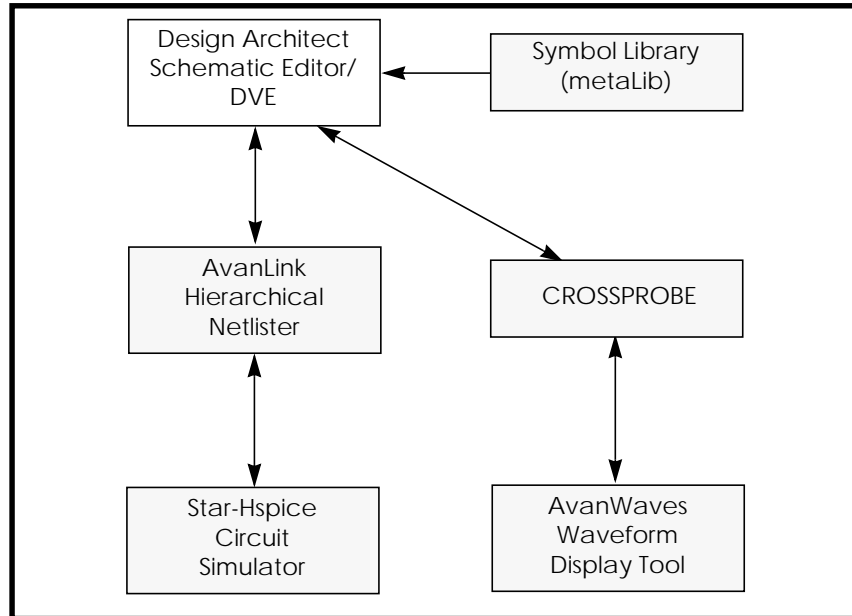 Design Architect
Schematic Editor/
DVE
Symbol Library
(metaLib)
AvanLink
Hierarchical
Netlister
CROSSPROBE
Star-Hspice
Circuit
Simulator
AvanWaves
Waveform
Display Tool